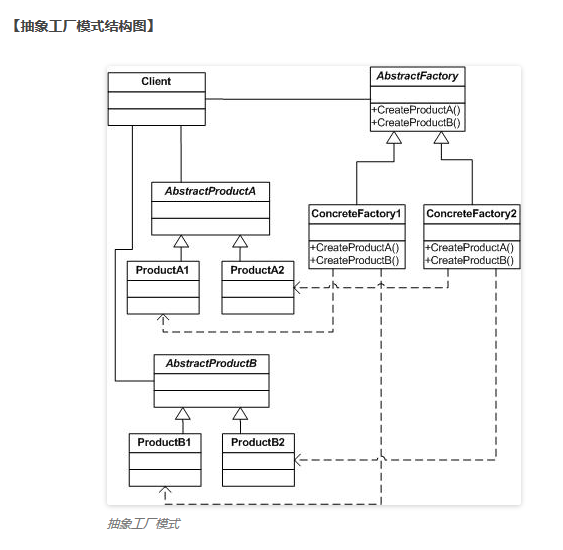 【抽象工厂模式结构图】
Client
AbstractFactory
+CreateProductA()
+CreateProductB()
AbstractProductA
ConcreteFactory1
+CreateProductA()
+CreateProductB()
ConcreteFactory2
+CreateProductA()
+CreateProductB()
ProductA1
ProductA2
AbstractProductB
ProductB1
ProductB2
抽象工厂模式